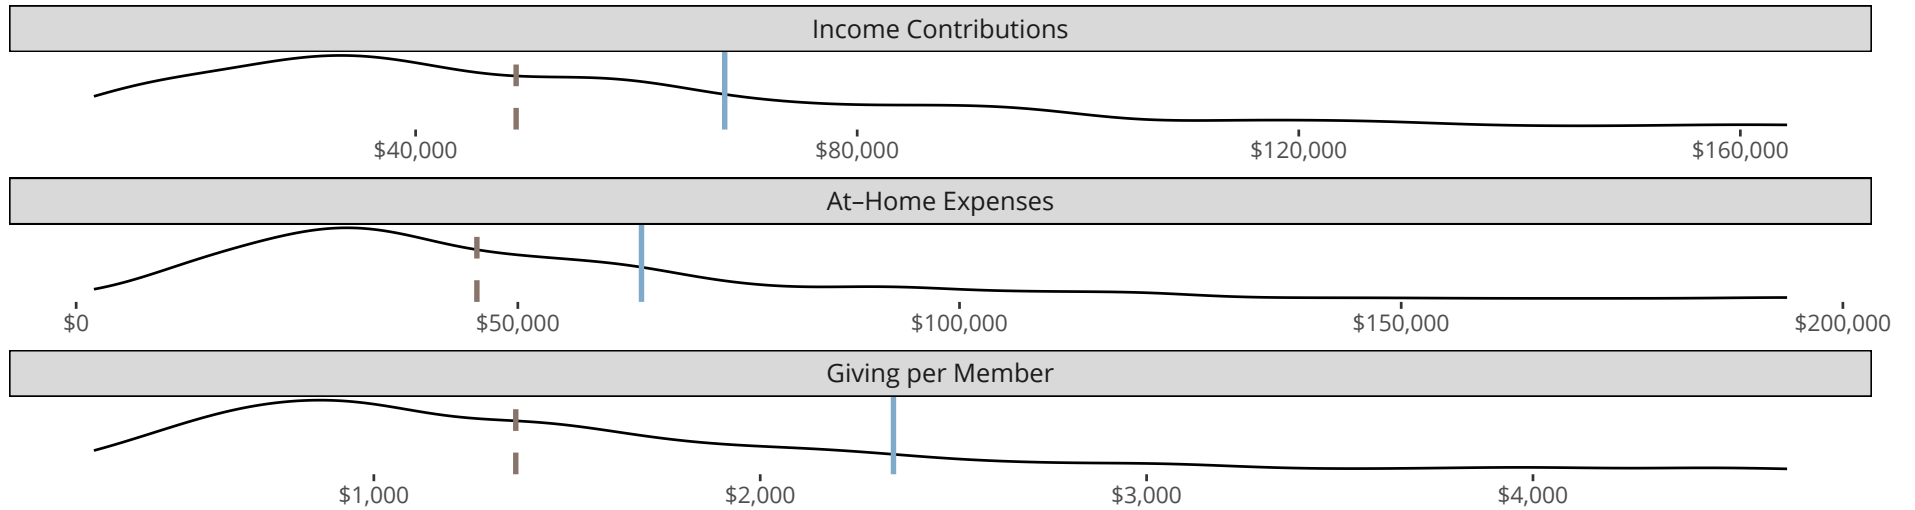 Income Contributions
$40,000 $80,000 $120,000 $160,000
At–Home Expenses
$0 $50,000 $100,000 $150,000 $200,000
Giving per Member
$1,000 $2,000 $3,000 $4,000